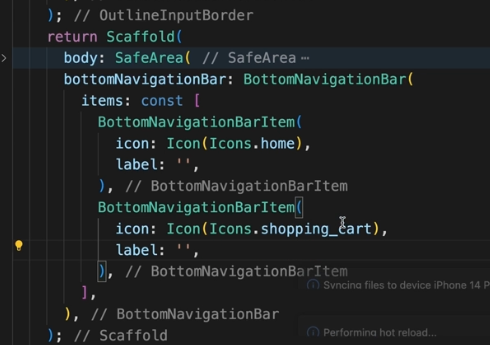 ); // OutlineInputBorder
return Scaffold(
body: SafeArea( // SafeArea ⋯
bottomNavigationBar: BottomNavigationBar(
items: const [
BottomNavigationBarItem(
icon: Icon(Icons.home),
label: '',
), // BottomNavigationBarItem
BottomNavigationBarItem(
icon: Icon(Icons.shopping_cart),
label: '',
), // BottomNavigationBarItem
Syncing files to device iPhone 14 P
],
), // BottomNavigationBar
Performing hot reload...
); // Scaffold